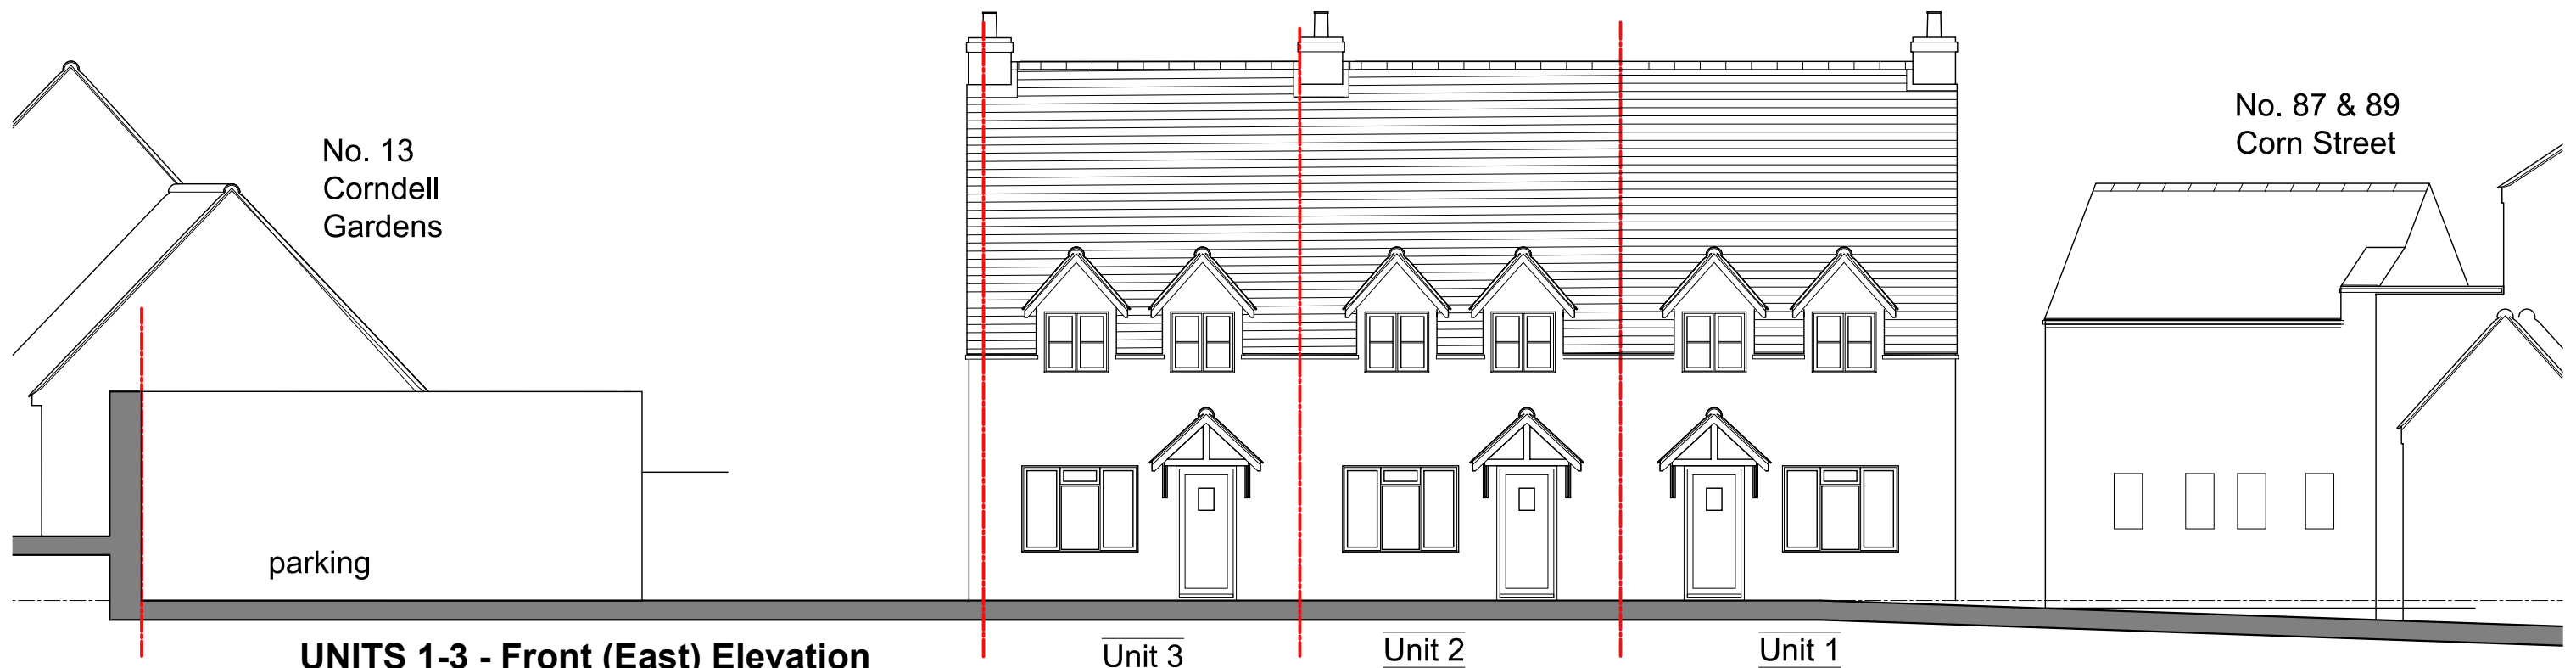 No. 13
Corndell
Gardens
No. 87 & 89
Corn Street
parking
UNITS 1-3 - Front (East) Elevation
Unit 3
Unit 2
Unit 1